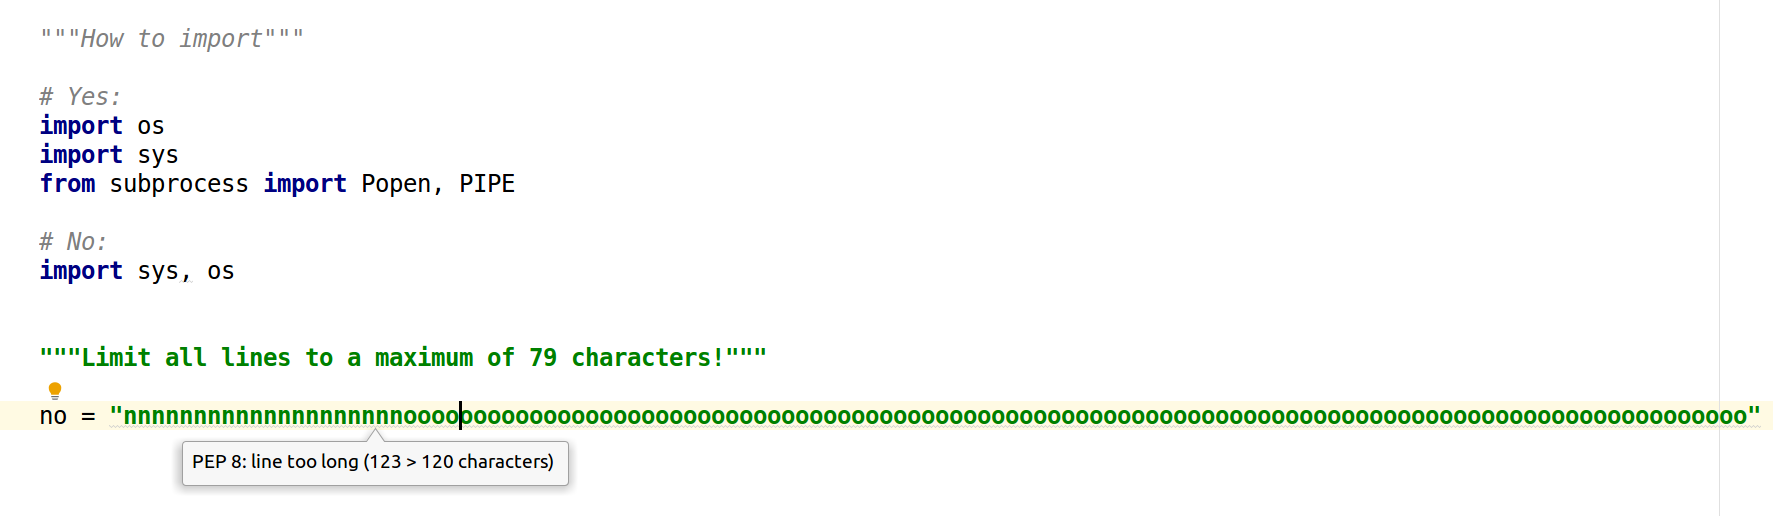 """How to import"""
# Yes:
import os
import sys
from subprocess import Popen, PIPE
# No:
import sys, os
"""Limit all lines to a maximum of 79 characters!"""
no = "nnnnnnnnnnnnnnnnnnnnoooooooooooooooooooooooooooooooooooooooooooooooooooooooooooooooooooooooooooooooooooooooooooooooo"
PEP 8: line too long (123 > 120 characters)